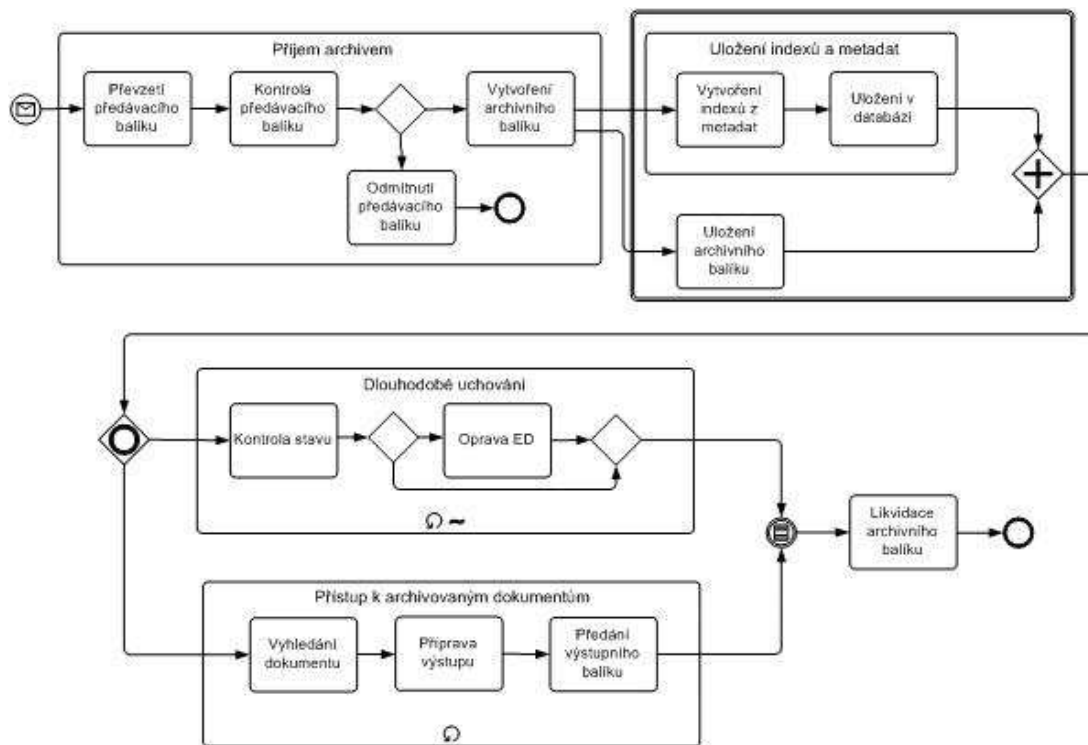 Příjem archivem
Převzetí
předávacího
balíku
Kontrola
předávacího
balíku
Vytvoření
archivního
balíku
Odmítnutí
předávacího
balíku
Uložení indexů a metadat
Vytvoření
indexů z
metadat
Uložení v
databázi
Uložení
archivního
balíku
Dlouhodobé uchování
Kontrola stavu
Oprava ED
Likvidace
archivního
balíku
Přístup k archivovaným dokumentům
Vyhledání
dokumentu
Příprava
výstupu
Předání
výstupního
balíku